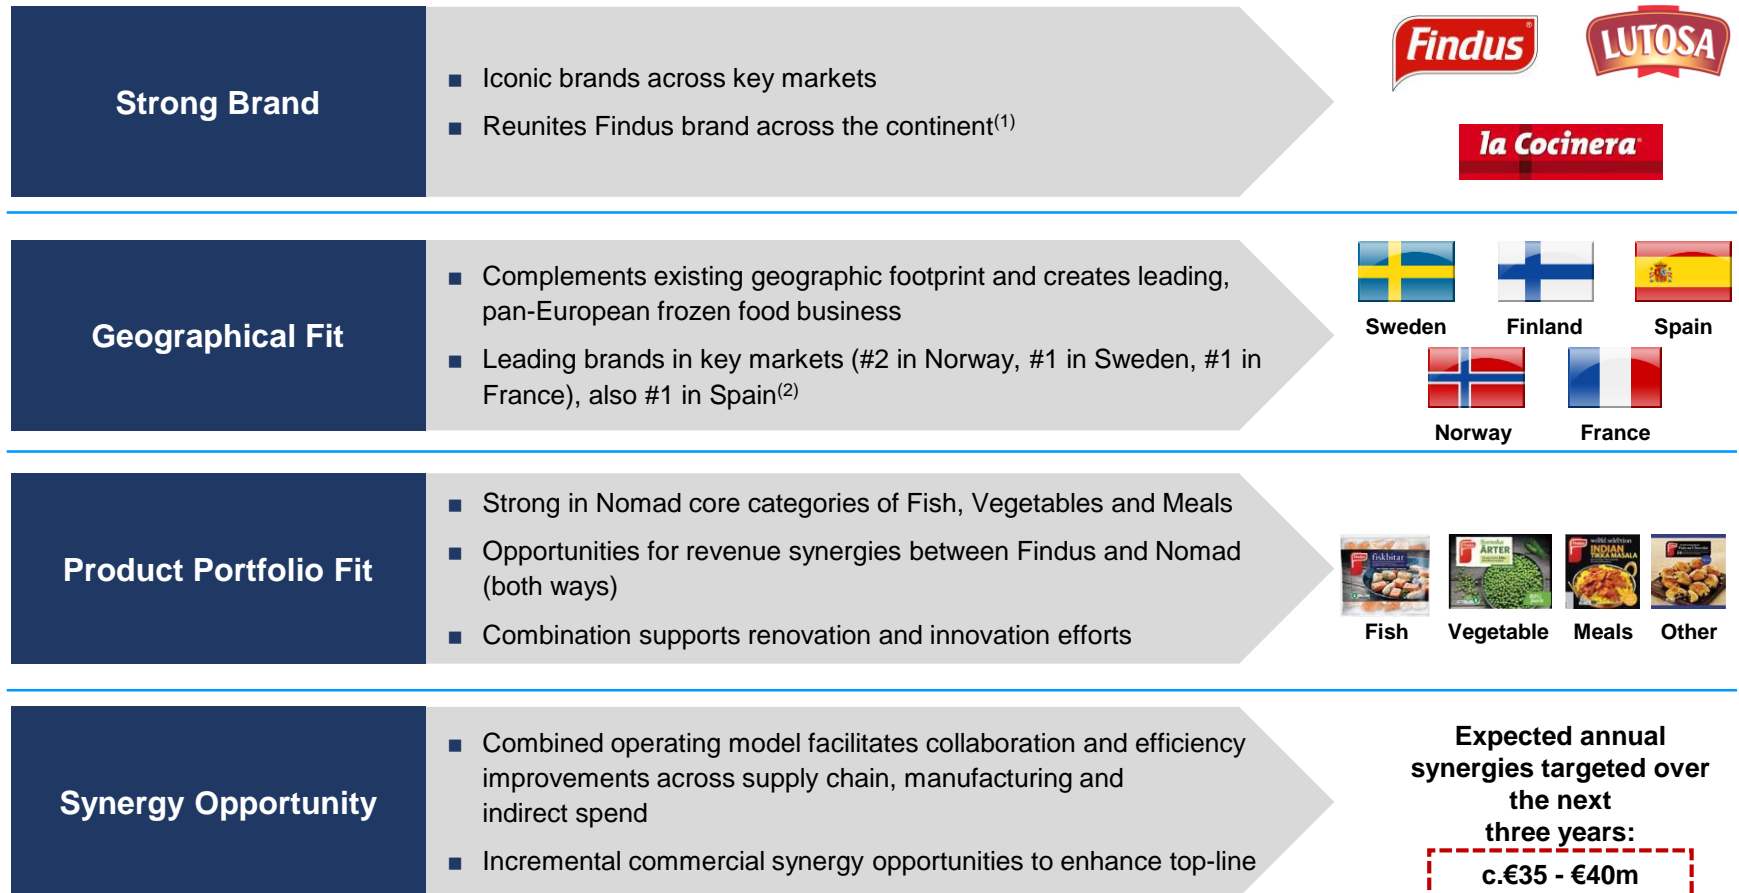 Strong Brand
■ Iconic brands across key markets
■ Reunites Findus brand across the continent(1)
Findus
LUTOSA
la Cocinera
Geographical Fit
■ Complements existing geographic footprint and creates leading,
pan-European frozen food business
■ Leading brands in key markets (#2 in Norway, #1 in Sweden, #1 in
France), also #1 in Spain(2)
Sweden
Finland
Spain
Norway
France
Product Portfolio Fit
■ Strong in Nomad core categories of Fish, Vegetables and Meals
■ Opportunities for revenue synergies between Findus and Nomad
(both ways)
■ Combination supports renovation and innovation efforts
fiskbitar
ÄRTER
INDIAN
TIKKA MASALA
Fish
Vegetable
Meals
Other
Synergy Opportunity
■ Combined operating model facilitates collaboration and efficiency
improvements across supply chain, manufacturing and
indirect spend
■ Incremental commercial synergy opportunities to enhance top-line
Expected annual
synergies targeted over
the next
three years:
c.€35 - €40m